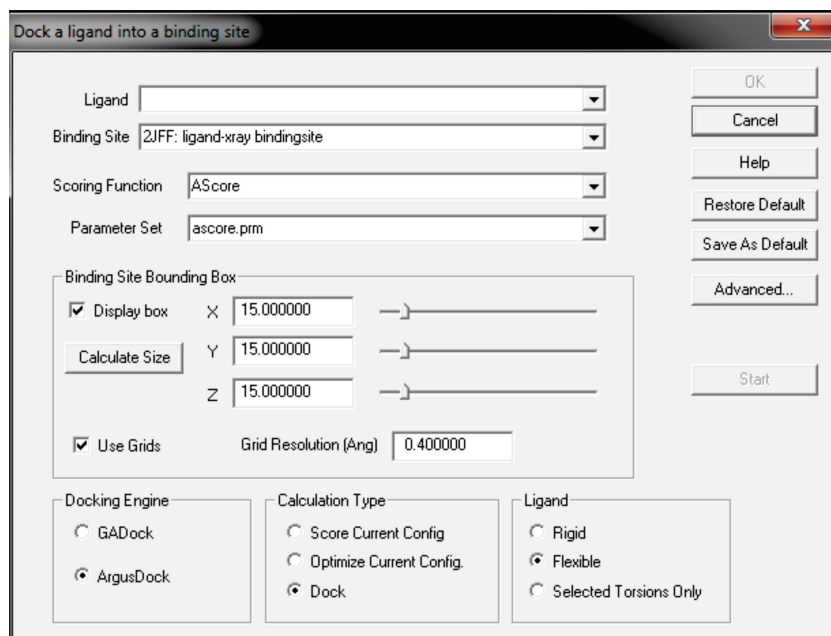 Dock a ligand into a binding site
Ligand
OK
Binding Site 2JFF: ligand-xray bindingsite
Cancel
Help
Scoring Function AScore
Restore Default
Parameter Set ascore.prm
Save As Default
Binding Site Bounding Box
Advanced...
Display box X 15.000000
Calculate Size Y 15.000000
Z 15.000000
Start
Use Grids Grid Resolution (Ang) 0.400000
Docking Engine Calculation Type Ligand
GADock Score Current Config Rigid
Optimize Current Config. Flexible
ArgusDock Dock Selected Torsions Only